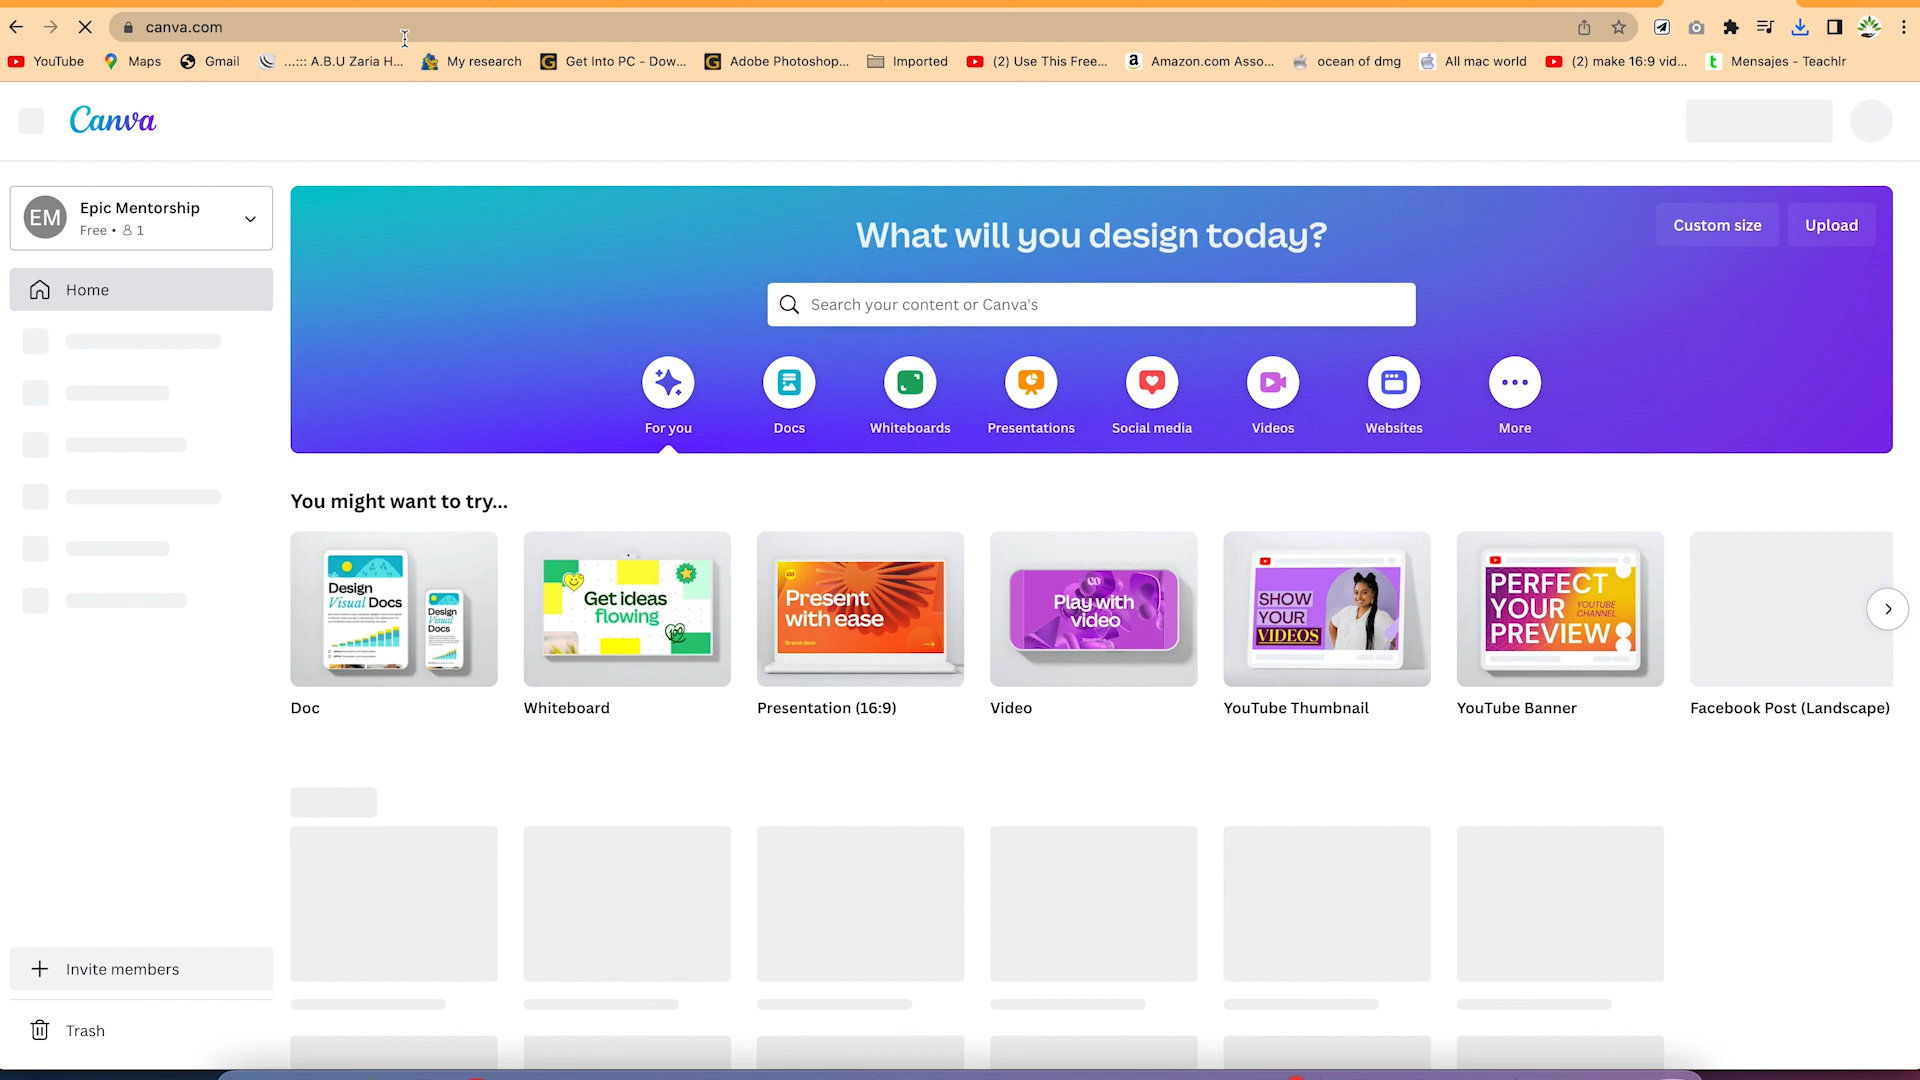 canva.com
YouTube Maps Gmail ...::: A.B.U Zaria H... My research Get Into PC - Dow... Adobe Photoshop... Imported (2) Use This Free... Amazon.com Asso... ocean of dmg All mac world (2) make 16:9 vid... Mensajes - Teachlr
Canva
EM Epic Mentorship
Free • 1
Home
What will you design today?
Custom size Upload
Search your content or Canva's
For you Docs Whiteboards Presentations Social media Videos Websites More
You might want to try...
Design
Visual Docs
Design
Visual
Docs
Get ideas
flowing
100
Present
with ease
Brand deck
Play with
video
SHOW
YOUR
VIDEOS
PERFECT
YOUR
PREVIEW
YOUTUBE
CHANNEL
Doc Whiteboard Presentation (16:9) Video YouTube Thumbnail YouTube Banner Facebook Post (Landscape)
Invite members
Trash